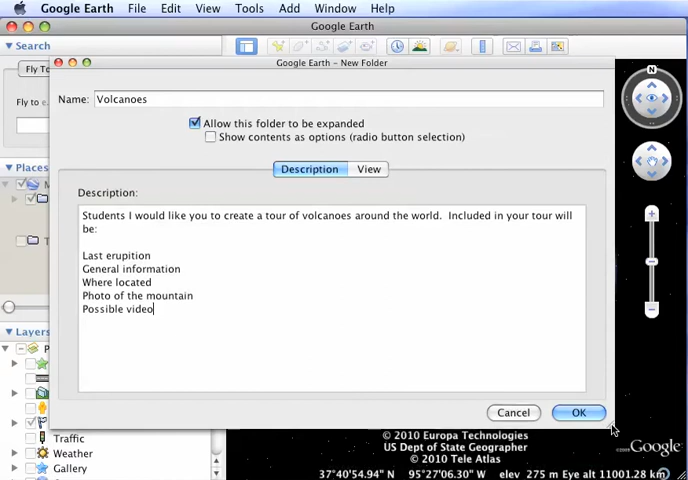 Google Earth File Edit View Tools Add Window Help
Google Earth
Search
Google Earth - New Folder
Fly To
Fly to e.
Name: Volcanoes
Allow this folder to be expanded
Show contents as options (radio button selection)
Places
Description View
Description:
Students I would like you to create a tour of volcanoes around the world. Included in your tour will
be:
Last erupition
General information
Where located
Photo of the mountain
Possible video
Layers
Cancel OK
Traffic
Weather
Gallery
N
© 2010 Europa Technologies
US Dept of State Geographer
© 2010 Tele Atlas
Google
37°40'54.94" N 95°27'06.30" W elev 275 m Eye alt 11001.28 km